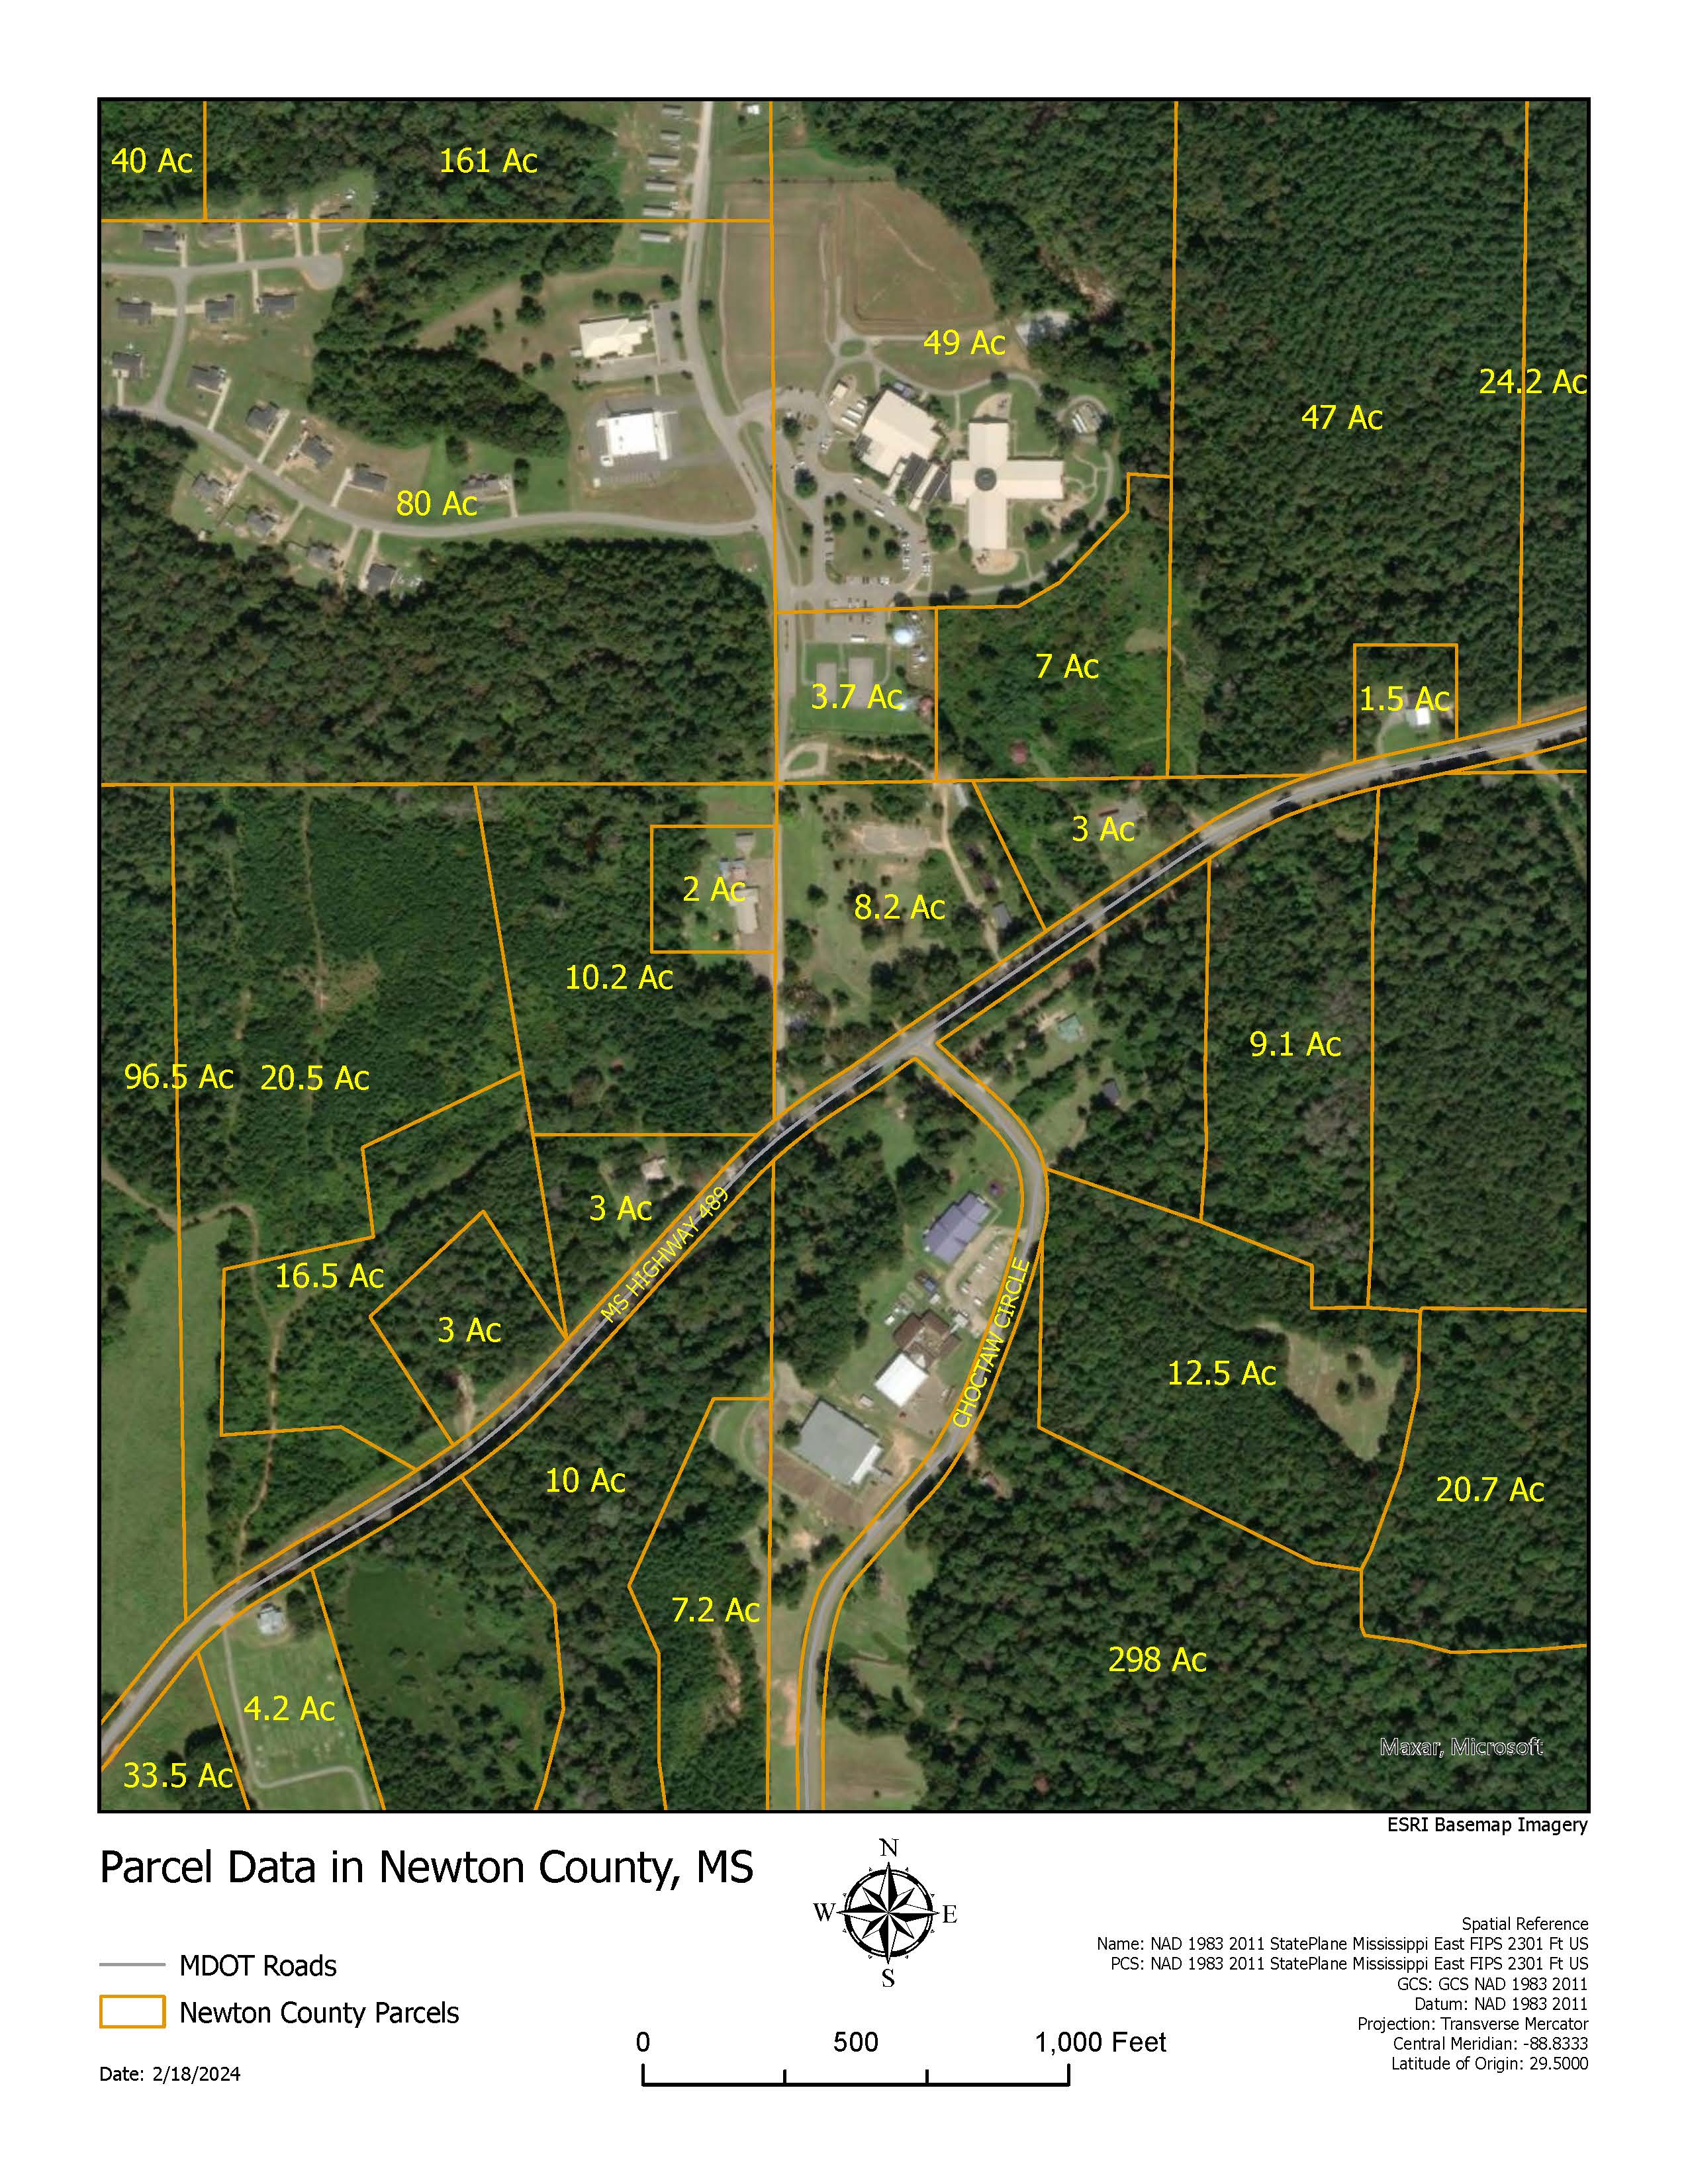 40 Ac
161 Ac
49 Ac
24.2 Ac
47 Ac
80 Ac
7 Ac
3.7 Ac
1.5 Ac
3 Ac
2 Ac
8.2 Ac
10.2 Ac
9.1 Ac
96.5 Ac
20.5 Ac
3 Ac
MS HIGHWAY 489
16.5 Ac
3 Ac
CHOCTAW CIRCLE
12.5 Ac
10 Ac
20.7 Ac
7.2 Ac
298 Ac
4.2 Ac
Maxar, Microsoft
33.5 Ac
ESRI Basemap Imagery
Parcel Data in Newton County, MS
N
W
E
S
MDOT Roads
Newton County Parcels
Date: 2/18/2024
0 500 1,000 Feet
Spatial Reference
Name: NAD 1983 2011 StatePlane Mississippi East FIPS 2301 Ft US
PCS: NAD 1983 2011 StatePlane Mississippi East FIPS 2301 Ft US
GCS: GCS NAD 1983 2011
Datum: NAD 1983 2011
Projection: Transverse Mercator
Central Meridian: -88.8333
Latitude of Origin: 29.5000